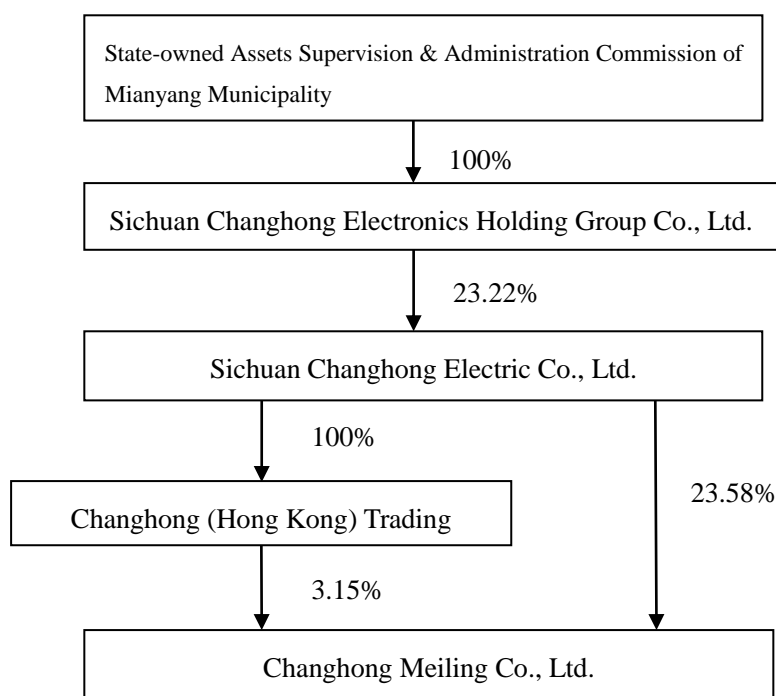 State-owned Assets Supervision & Administration Commission of
Mianyang Municipality
100%
Sichuan Changhong Electronics Holding Group Co., Ltd.
23.22%
Sichuan Changhong Electric Co., Ltd.
100%
23.58%
Changhong (Hong Kong) Trading
3.15%
Changhong Meiling Co., Ltd.